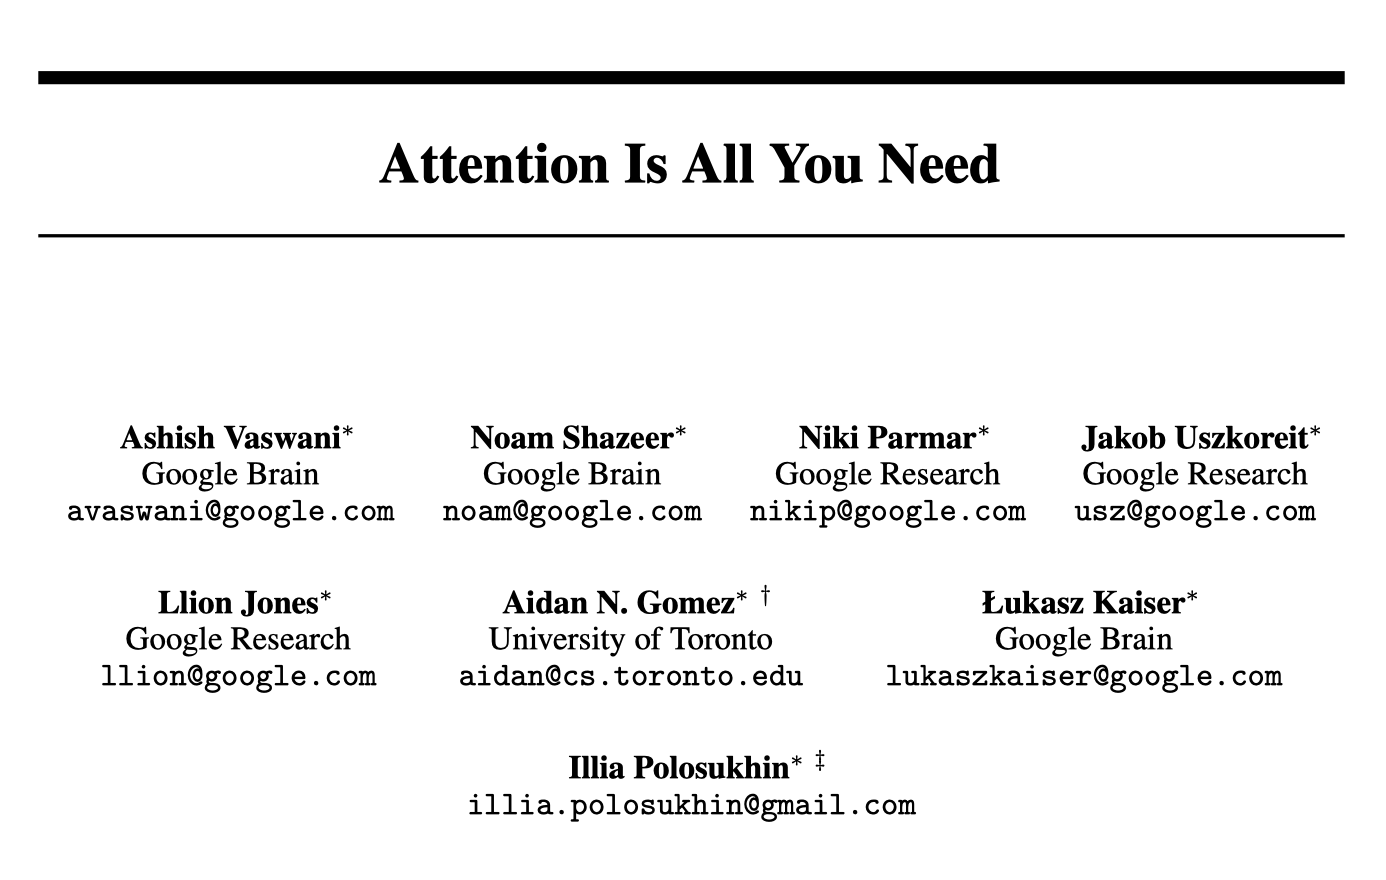 Attention Is All You Need
Ashish Vaswani* Noam Shazeer* Niki Parmar* Jakob Uszkoreit*
Google Brain Google Brain Google Research Google Research
avaswani@google.com noam@google.com nikip@google.com usz@google.com
Llion Jones* Aidan N. Gomez* † Łukasz Kaiser*
Google Research University of Toronto Google Brain
llion@google.com aidan@cs.toronto.edu lukaszkaiser@google.com
Illia Polosukhin* ‡
illia.polosukhin@gmail.com